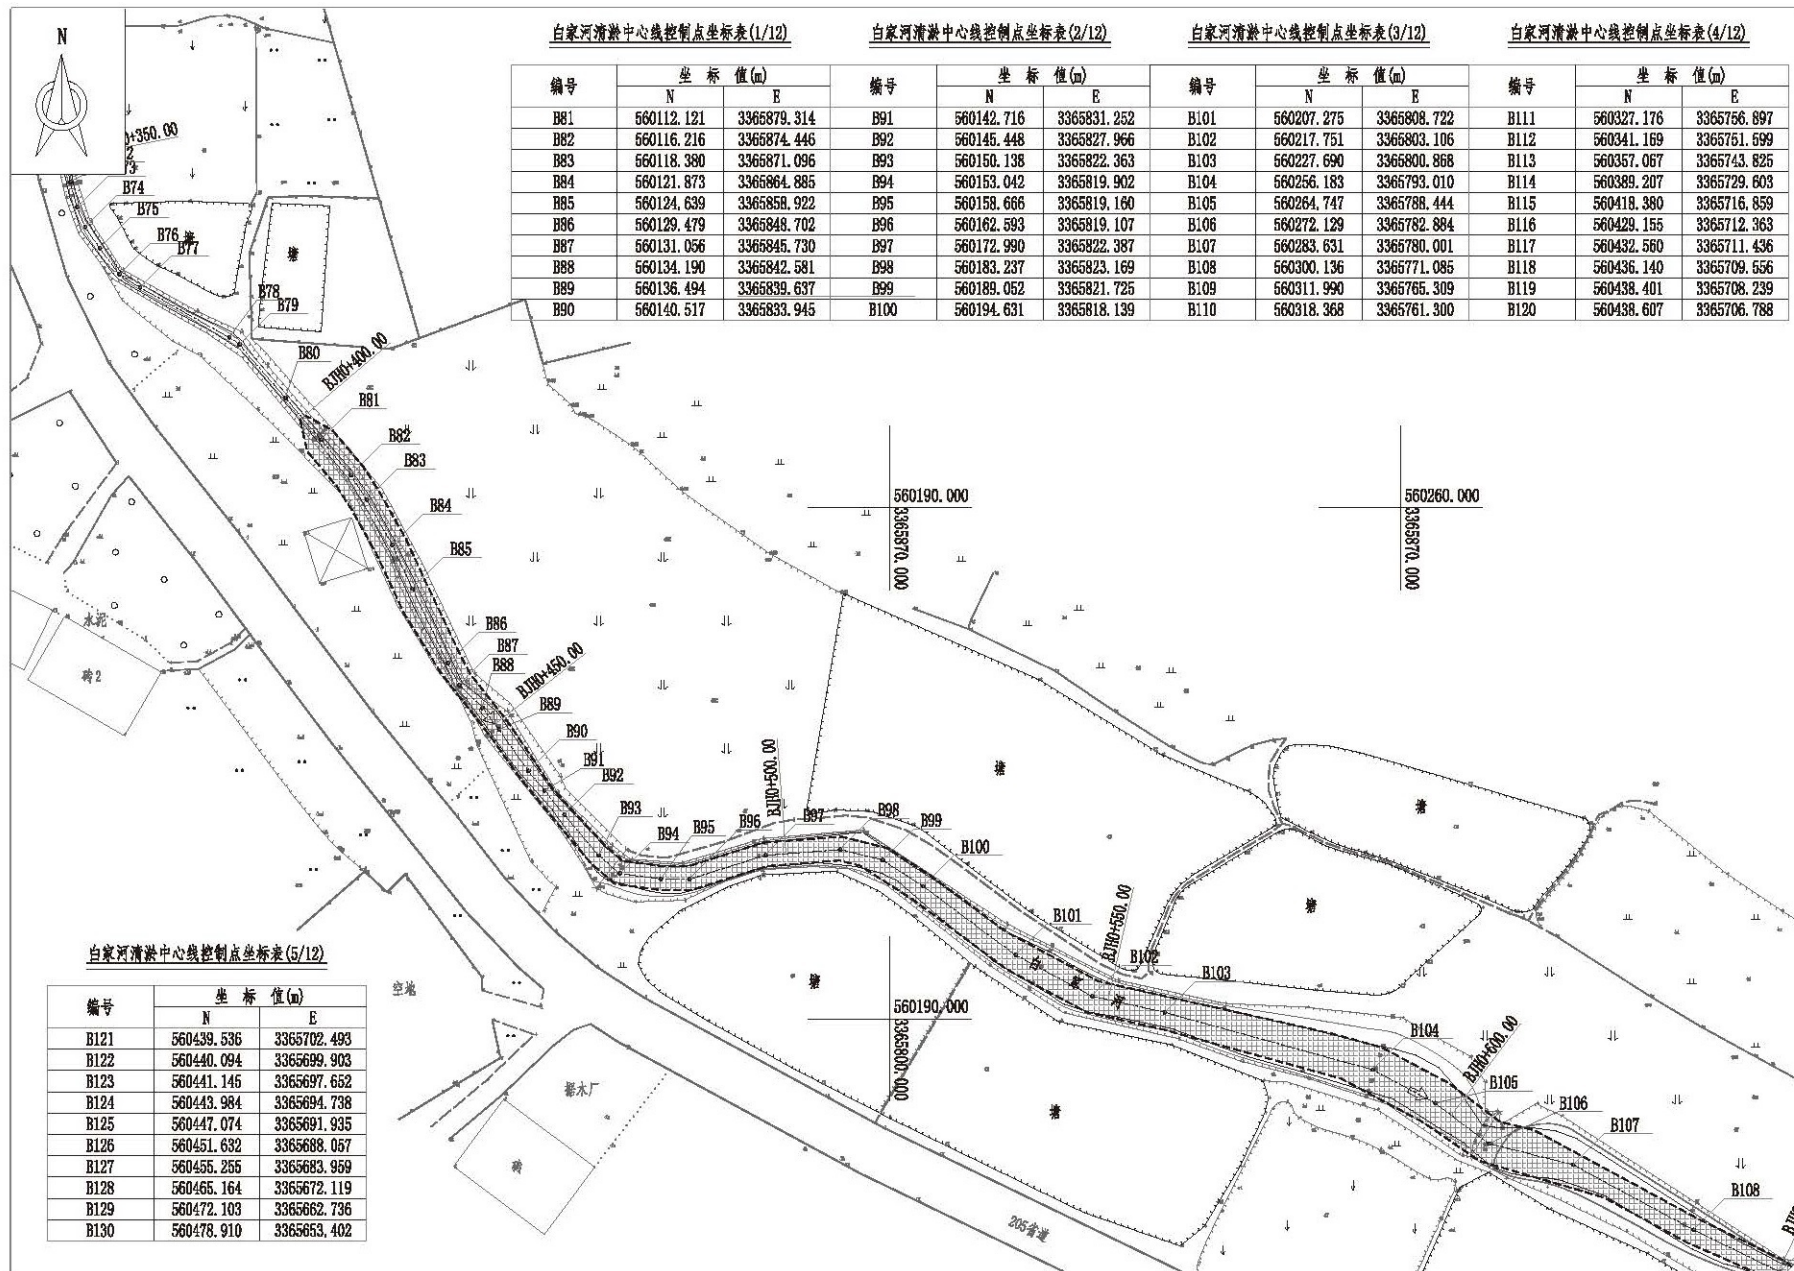 N
白家河清淤中心线控制点坐标表(1/12)
编号 坐 标 值(m)
N E
B81 560112.121 3365879.314
B82 560116.216 3365874.446
B83 560118.380 3365871.096
B84 560121.873 3365864.885
B85 560124.639 3365858.922
B86 560129.479 3365848.702
B87 560131.056 3365845.730
B88 560134.190 3365842.581
B89 560136.494 3365839.637
B90 560140.517 3365833.945
白家河清淤中心线控制点坐标表(2/12)
编号 坐 标 值(m)
N E
B91 560142.716 3365831.252
B92 560145.448 3365827.966
B93 560150.138 3365822.363
B94 560153.042 3365819.902
B95 560158.666 3365819.160
B96 560162.593 3365819.107
B97 560172.990 3365822.387
B98 560183.237 3365823.169
B99 560189.052 3365821.725
B100 560194.631 3365818.139
白家河清淤中心线控制点坐标表(3/12)
编号 坐 标 值(m)
N E
B101 560207.275 3365808.722
B102 560217.751 3365803.106
B103 560227.690 3365800.868
B104 560256.183 3365793.010
B105 560264.747 3365788.444
B106 560272.129 3365782.884
B107 560283.631 3365780.001
B108 560300.136 3365771.085
B109 560311.990 3365765.309
B110 560318.368 3365761.300
白家河清淤中心线控制点坐标表(4/12)
编号 坐 标 值(m)
N E
B111 560327.176 3365756.897
B112 560341.169 3365751.599
B113 560357.067 3365743.825
B114 560389.207 3365729.603
B115 560418.380 3365716.859
B116 560429.155 3365712.363
B117 560432.560 3365711.436
B118 560436.140 3365709.556
B119 560438.401 3365708.239
B120 560438.607 3365706.788
0+350.00
B74
B75
B76
塘
B77
塘
B78
B79
B80
BJH0+400.00
B81
B82
B83
B84
B85
560190.000
3365870.000
560260.000
3365870.000
水泥
砖2
B86
B87
B88
BJH0+450.00
B89
B90
B91
B92
B93
B94
B95
B96
BJH0+500.00
B97
B98
B99
B100
塘
塘
塘
B101
BJH0+550.00
B102
B103
塘
560190.000
3365800.000
B104
BJH0+600.00
B105
B106
B107
B108
塘
空地
205省道
白家河清淤中心线控制点坐标表(5/12)
编号 坐 标 值(m)
N E
B121 560439.536 3365702.493
B122 560440.094 3365699.903
B123 560441.145 3365697.652
B124 560443.984 3365694.738
B125 560447.074 3365691.935
B126 560451.632 3365688.057
B127 560455.255 3365683.959
B128 560465.164 3365672.119
B129 560472.103 3365662.736
B130 560478.910 3365653.402